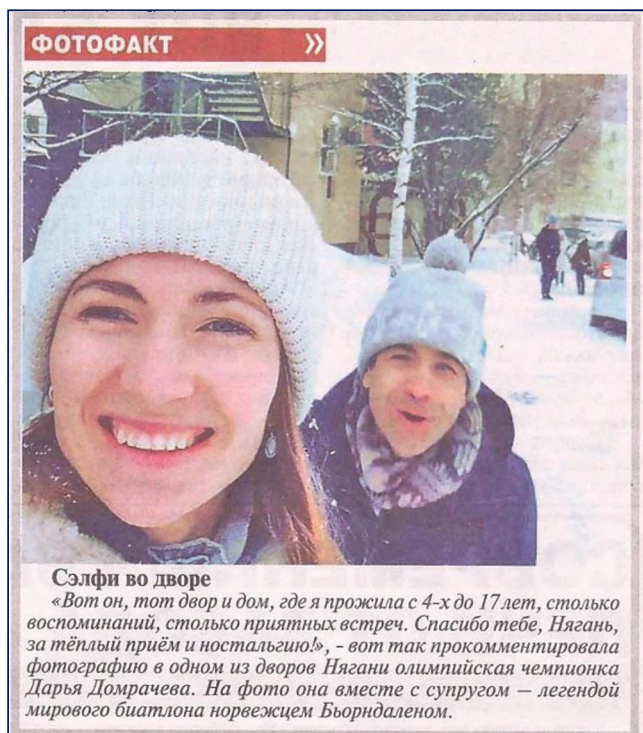 ФОТОФАКТ »
Сэлфи во дворе
«Вот он, тот двор и дом, где я прожила с 4-х до 17 лет, столько
воспоминаний, столько приятных встреч. Спасибо тебе, Нягань,
за тёплый приём и ностальгию!», - вот так прокомментировала
фотографию в одном из дворов Нягани олимпийская чемпионка
Дарья Домрачева. На фото она вместе с супругом — легендой
мирового биатлона норвежцем Бьорндаленом.